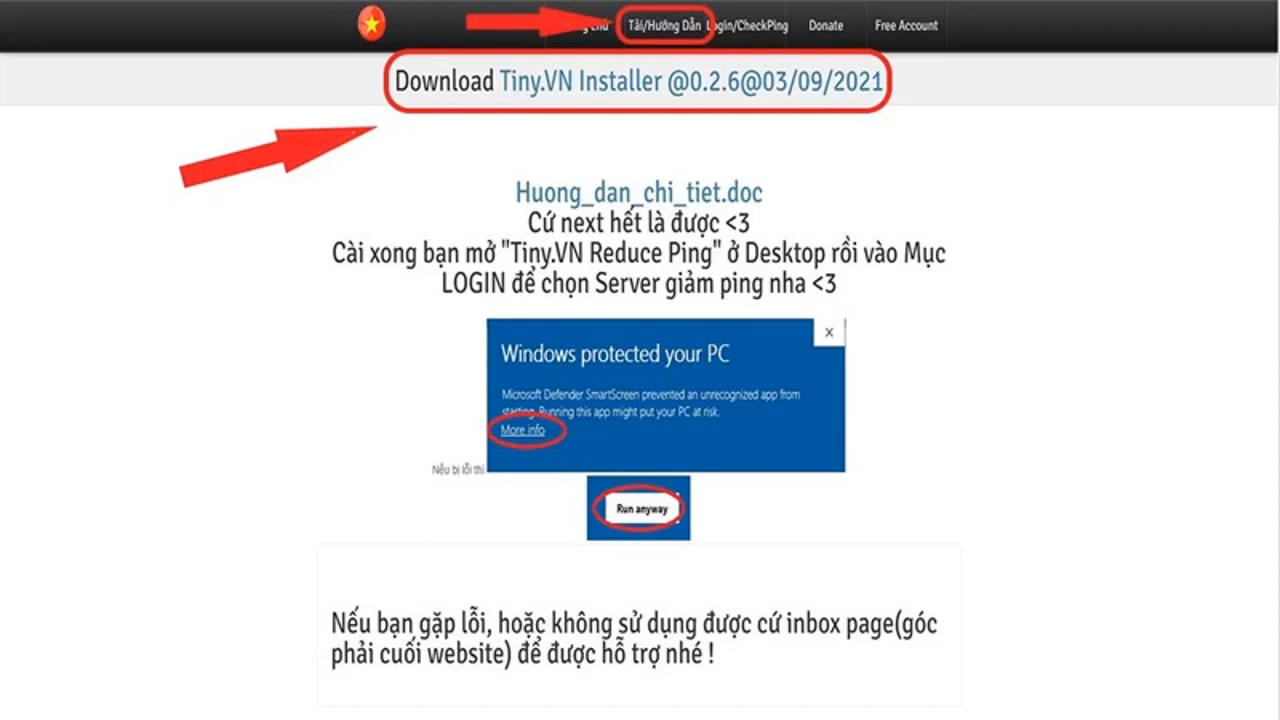 Tải/Hướng Dẫn Login/CheckPing Donate Free Account
Download Tiny.VN Installer @0.2.6@03/09/2021
Huong_dan_chi_tiet.doc
Cứ next hết là được <3
Cài xong bạn mở "Tiny.VN Reduce Ping" ở Desktop rồi vào Mục
LOGIN để chọn Server giảm ping nha <3
X
Windows protected your PC
Microsoft Defender SmartScreen prevented an unrecognized app from
starting. Running this app might put your PC at risk.
More info
Nếu bị lỗi thì
Run anyway
Nếu bạn gặp lỗi, hoặc không sử dụng được cứ inbox page(góc
phải cuối website) để được hỗ trợ nhé !